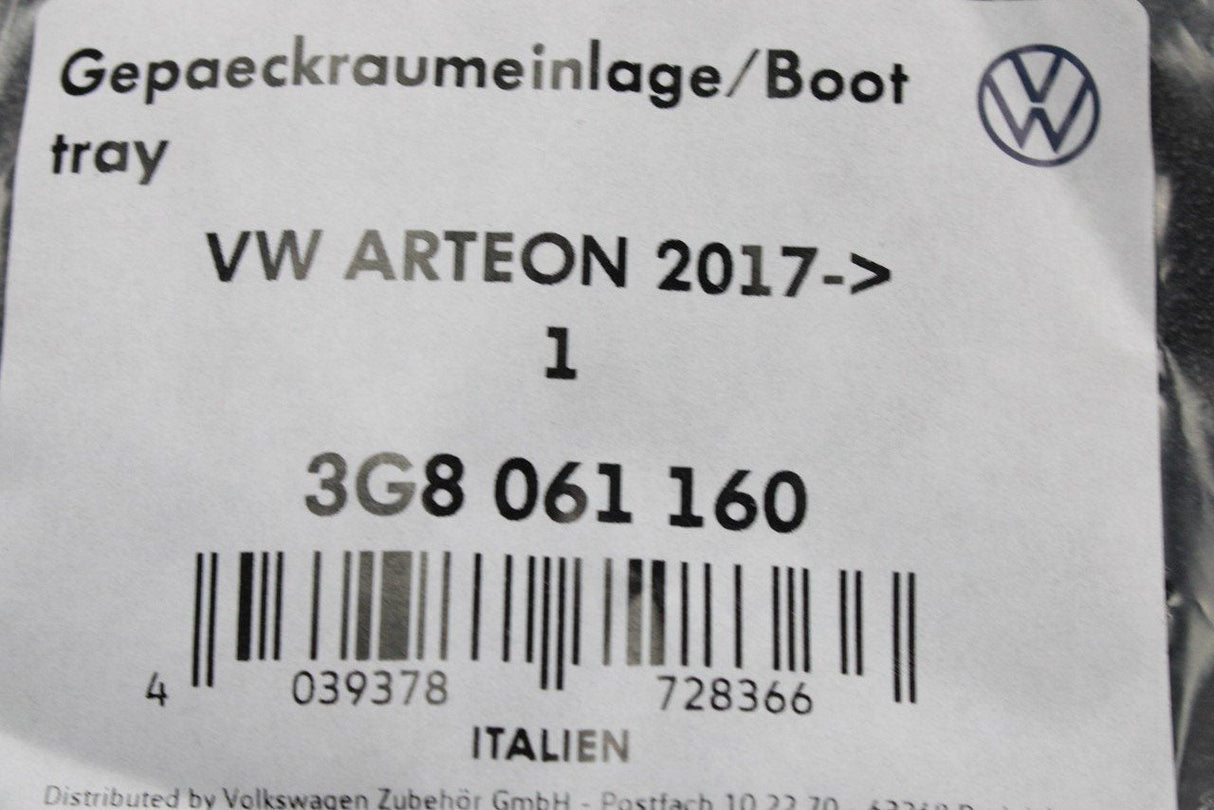 Gepaeckraumeinlage/Boot
tray
VW
VW ARTEON 2017->
1
3G8 061 160
4 039378 728366
ITALIEN
Distributed by Volkswagen Zubehör GmbH - Postfach 10 22 70 -